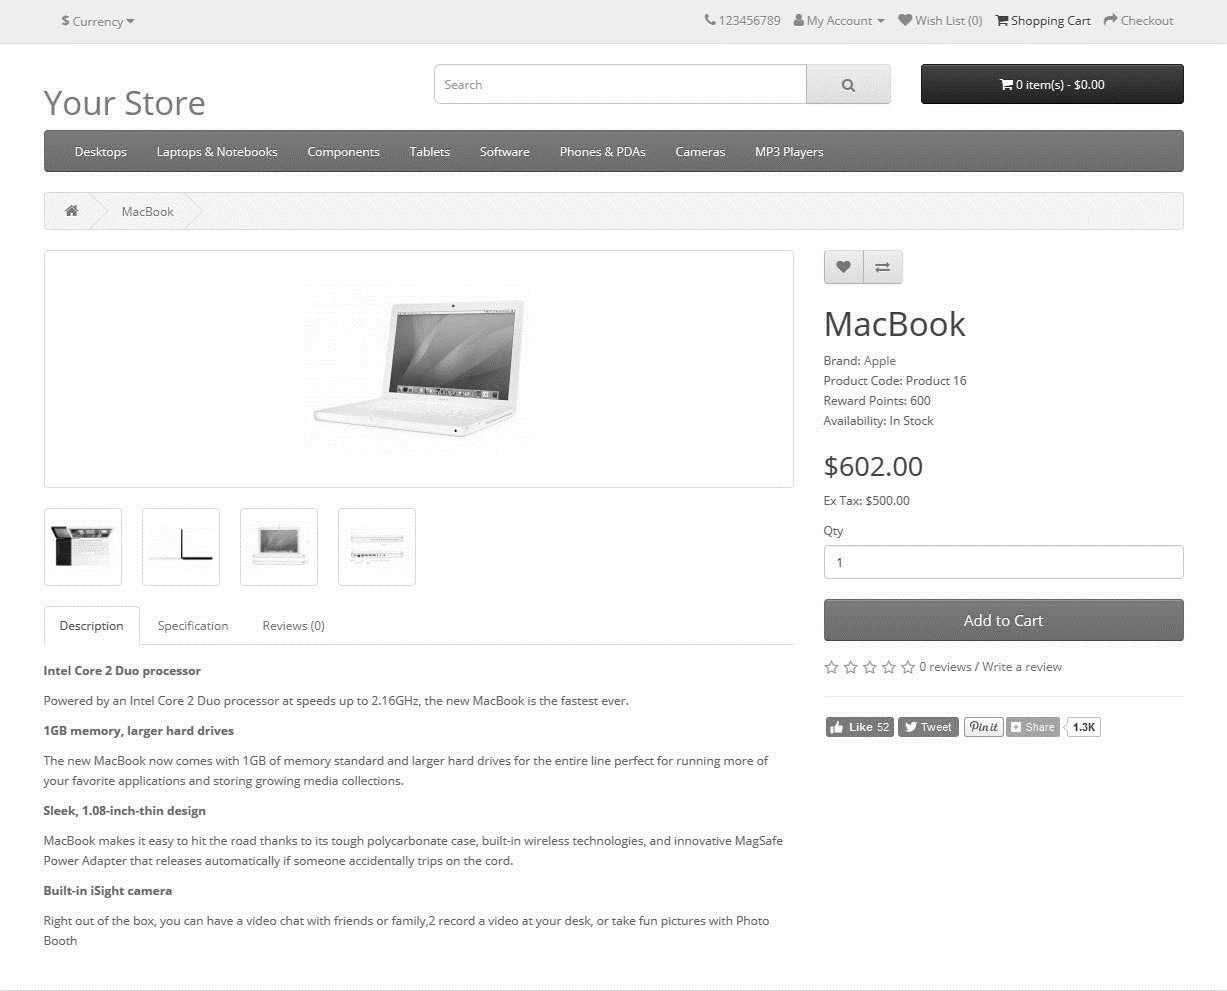 $ Currency
123456789 My Account Wish List (0) Shopping Cart Checkout
Your Store
Search
0 item(s) - $0.00
Desktops Laptops & Notebooks Components Tablets Software Phones & PDAs Cameras MP3 Players
MacBook
MacBook
Brand: Apple
Product Code: Product 16
Reward Points: 600
Availability: In Stock
$602.00
Ex Tax: $500.00
Qty
1
Add to Cart
0 reviews / Write a review
Like 52 Tweet Pin it Share 1.3K
Description Specification Reviews (0)
Intel Core 2 Duo processor
Powered by an Intel Core 2 Duo processor at speeds up to 2.16GHz, the new MacBook is the fastest ever.
1GB memory, larger hard drives
The new MacBook now comes with 1GB of memory standard and larger hard drives for the entire line perfect for running more of
your favorite applications and storing growing media collections.
Sleek, 1.08-inch-thin design
MacBook makes it easy to hit the road thanks to its tough polycarbonate case, built-in wireless technologies, and innovative MagSafe
Power Adapter that releases automatically if someone accidentally trips on the cord.
Built-in iSight camera
Right out of the box, you can have a video chat with friends or family,2 record a video at your desk, or take fun pictures with Photo
Booth